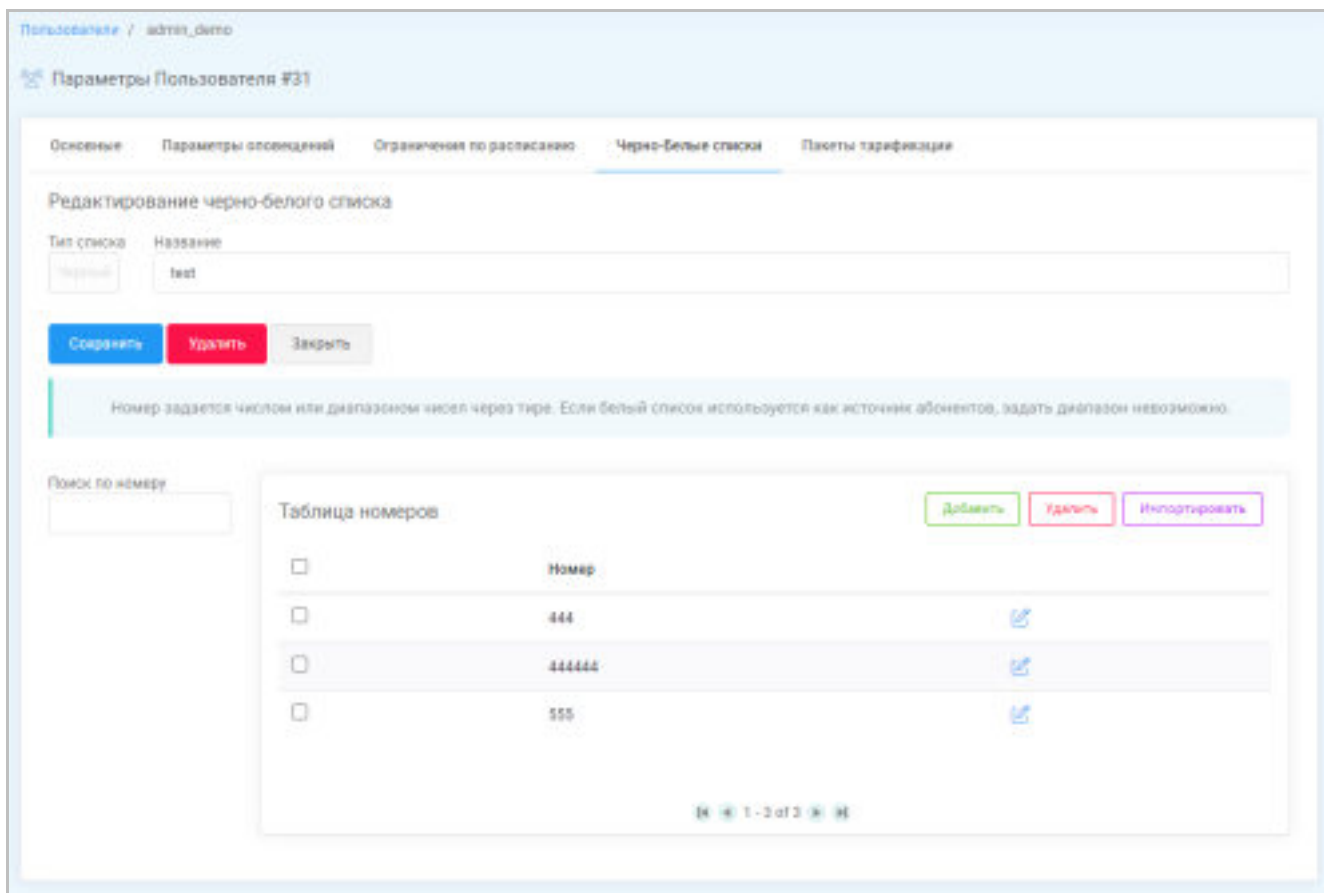 Пользователи / admin_demo
Параметры Пользователя #31
Основные Параметры оповещений Ограничения по расписанию Черно-Белые списки Пакеты тарификации
Редактирование черно-белого списка
Тип списка Название
Черный test
Сохранить Удалить Закрыть
Номер задается числом или диапазоном чисел через тире. Если белый список используется как источник абонентов, задать диапазон невозможно.
Поиск по номеру
Таблица номеров Добавить Удалить Импортировать
Номер
444
444444
555
1 - 3 of 3